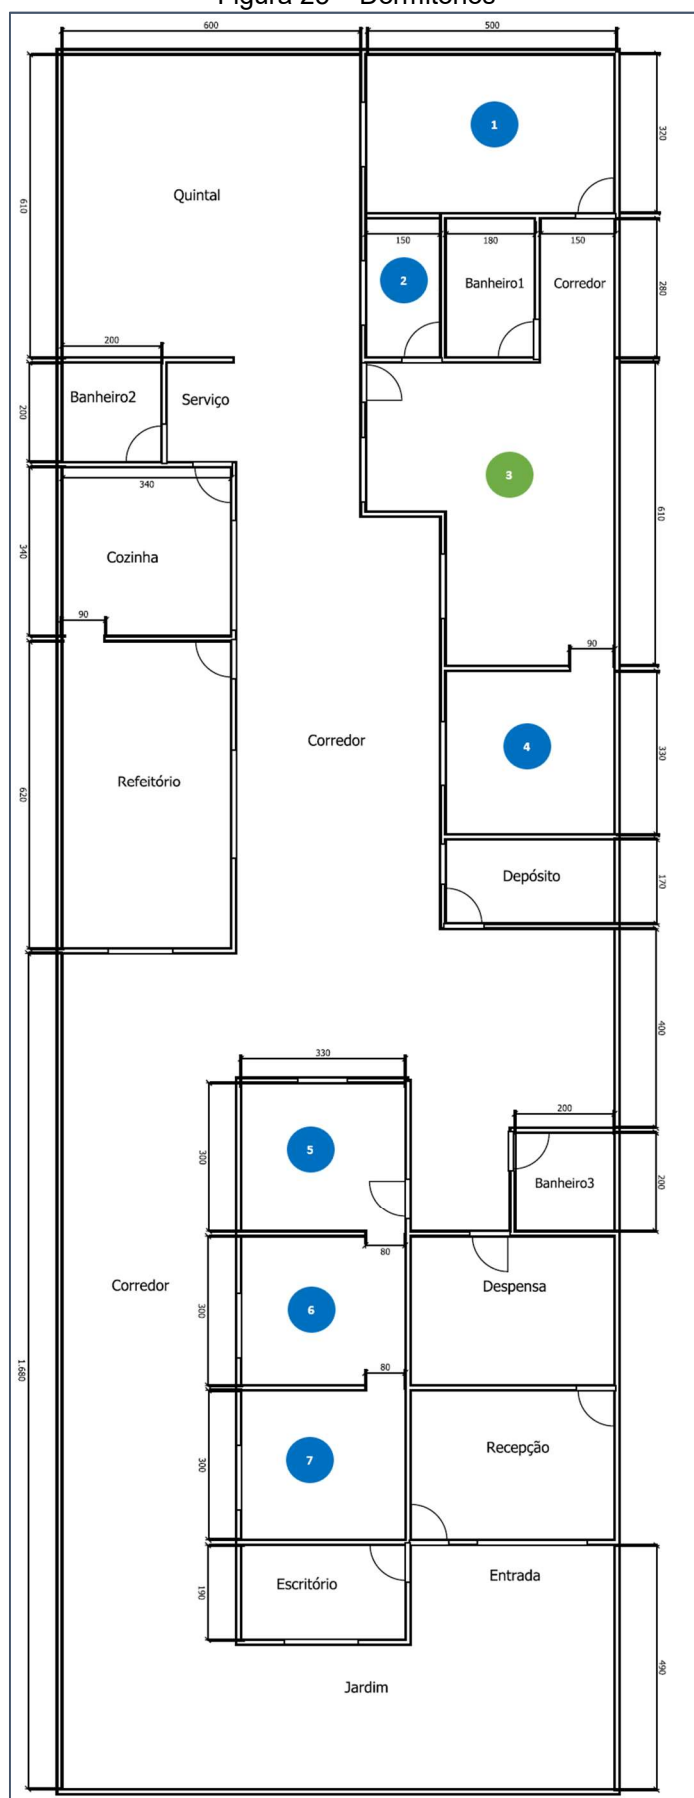 Figura 25 – Dormitórios
600
500
1
320
Quintal
610
150
180
150
2
Banheiro1
Corredor
280
200
Banheiro2
Serviço
200
340
3
610
Cozinha
340
90
90
Corredor
4
330
Refeitório
620
Depósito
170
400
330
200
5
300
Banheiro3
200
80
Corredor
6
300
Despensa
1.680
80
7
300
Recepção
Escritório
190
Entrada
490
Jardim